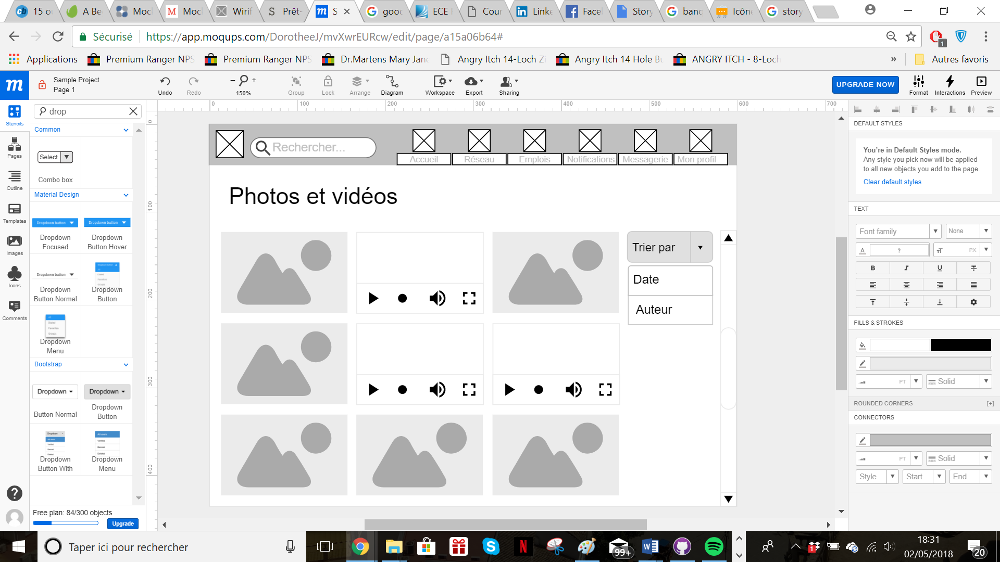 15 o
A Be
Moc
Moc
Wirif
Prêt-
S
goo
ECE
Cour
Linke
Face
Story
banc
Icône
story
Sécurisé
https://app.moqups.com/DorotheeJ/mvXwrEURcw/edit/page/a15a06b64#
1
Applications
Premium Ranger NPS
Premium Ranger NPS
Dr.Martens Mary Jane
Angry Itch 14-Loch Zi
Angry Itch 14 Hole Bu
ANGRY ITCH - 8-Loch
»
Autres favoris
m
Sample Project
Page 1
Undo
Redo
150%
Group
Lock
Arrange
Diagram
Workspace
Export
Sharing
UPGRADE NOW
Format
Interactions
Preview
Stencils
Pages
Outline
Templates
Images
Icons
Comments
drop
Common
Select
Combo box
Material Design
Dropdown button
Dropdown button
Dropdown
Focused
Dropdown
Button Hover
Dropdown button
Dropdown
Button Normal
Dropdown
Button
Dropdown
Menu
Bootstrap
Dropdown
Dropdown
Button Normal
Dropdown
Button
Dropdown
Button With
Dropdown
Menu
Free plan: 84/300 objects
Upgrade
0 100 200 300 400 500 600 700
0
100
200
300
400
Rechercher...
Accueil
Réseau
Emplois
Notifications
Messagerie
Mon profil
Photos et vidéos
Trier par
Date
Auteur
DEFAULT STYLES
You're in Default Styles mode.
Any style you pick now will be applied
to all new objects you add to the page.
Clear default styles
TEXT
Font family
None
A
?
PX
B
I
U
FILLS & STROKES
PT
Solid
ROUNDED CORNERS
[+]
CONNECTORS
PT
Solid
Style
Start
End
Taper ici pour rechercher
99+
1
18:31
02/05/2018
20